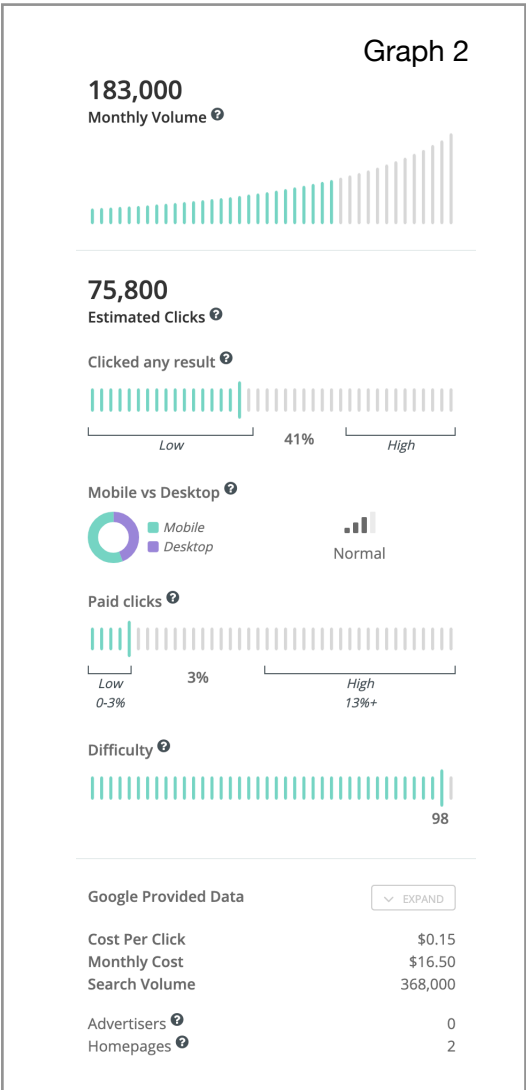 Graph 2
183,000
Monthly Volume ?
75,800
Estimated Clicks ?
Clicked any result ?
Low 41% High
Mobile vs Desktop ?
Mobile
Desktop
Normal
Paid clicks ?
Low 3% High
0-3% 13%+
Difficulty ?
98
Google Provided Data EXPAND
Cost Per Click $0.15
Monthly Cost $16.50
Search Volume 368,000
Advertisers ? 0
Homepages ? 2